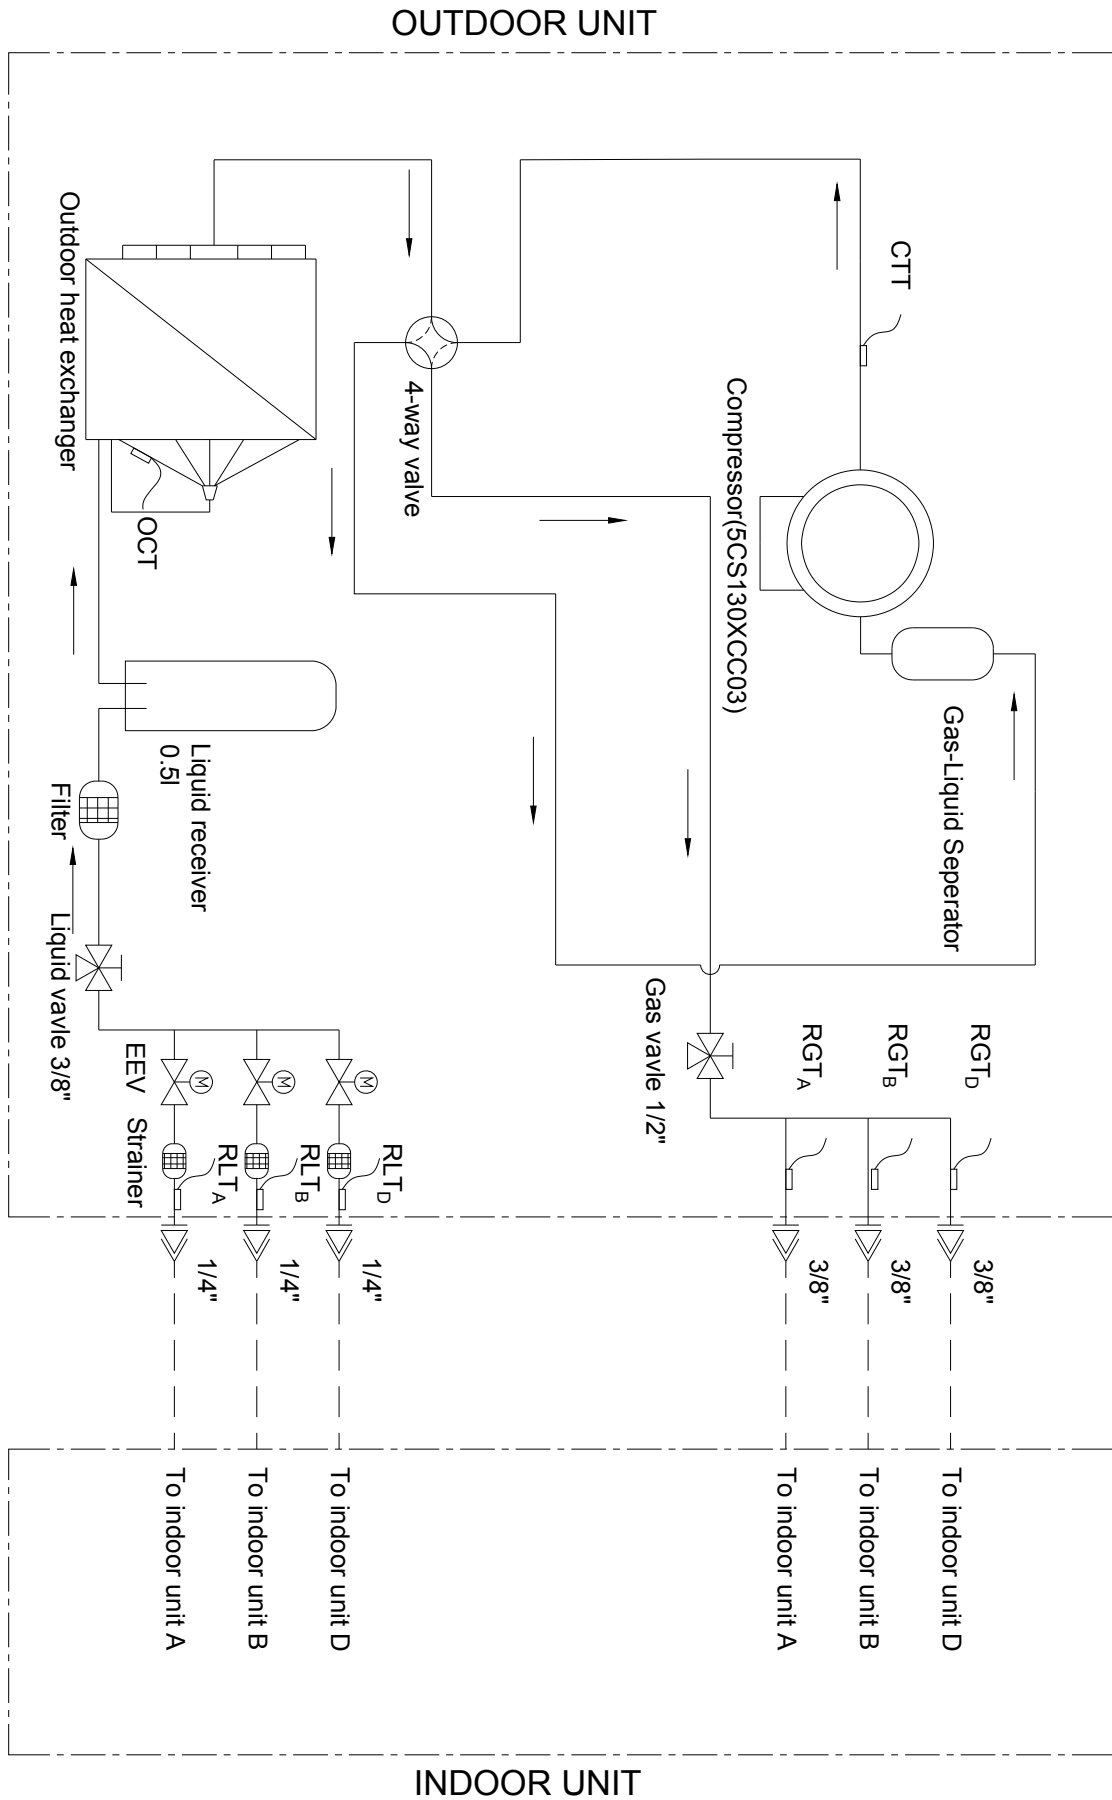 OUTDOOR UNIT
Outdoor heat exchanger
OCT
4-way valve
CTT
Compressor(5CS130XCC03)
Gas-Liquid Seperator
Liquid receiver
0.5l
Filter
Liquid vavle 3/8"
Gas vavle 1/2"
EEV
M
M
M
Strainer
RLTA
RLTB
RLTD
RGTA
RGTB
RGTD
1/4"
1/4"
1/4"
3/8"
3/8"
3/8"
To indoor unit A
To indoor unit B
To indoor unit D
To indoor unit A
To indoor unit B
To indoor unit D
INDOOR UNIT